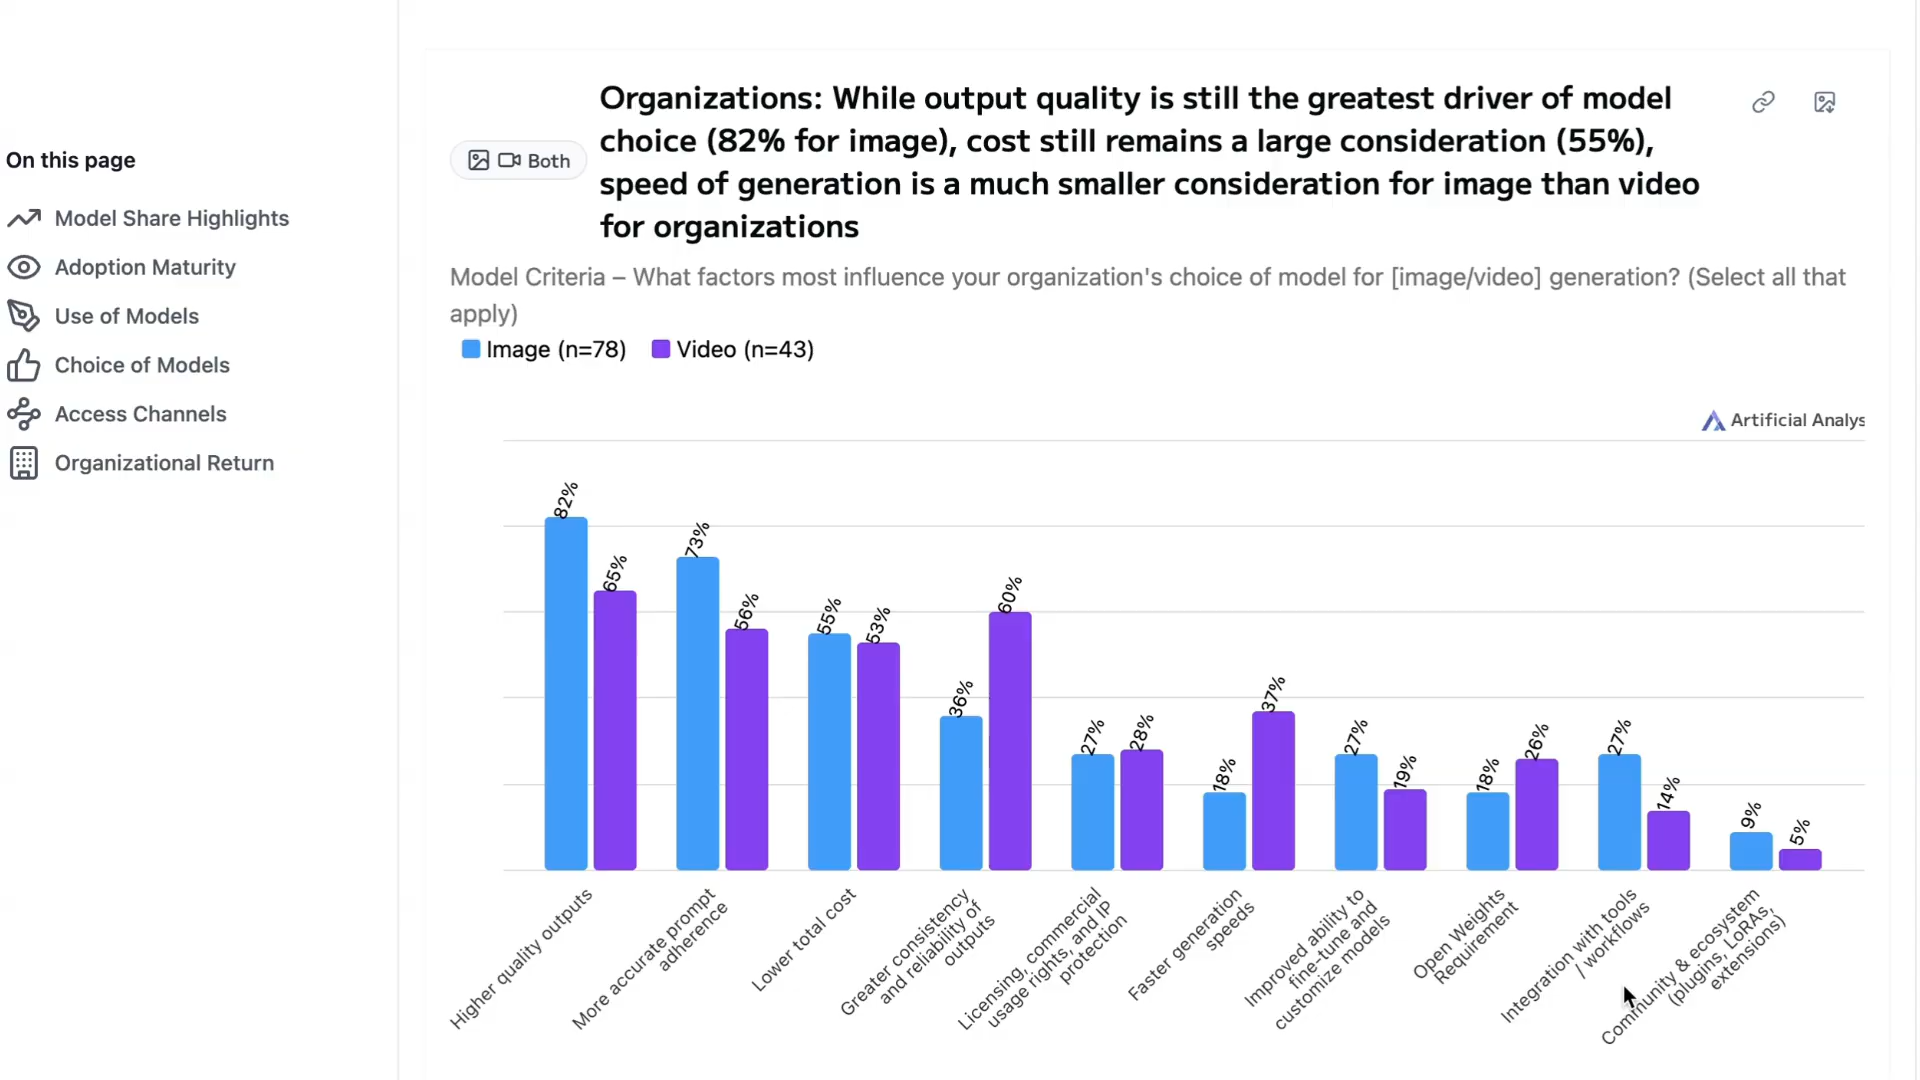 On this page
Model Share Highlights
Adoption Maturity
Use of Models
Choice of Models
Access Channels
Organizational Return
Both
Organizations: While output quality is still the greatest driver of model
choice (82% for image), cost still remains a large consideration (55%),
speed of generation is a much smaller consideration for image than video
for organizations
Model Criteria – What factors most influence your organization's choice of model for [image/video] generation? (Select all that
apply)
Image (n=78)
Video (n=43)
Artificial Analys
82%
65%
73%
56%
55%
53%
36%
60%
27%
28%
18%
37%
27%
19%
18%
26%
27%
14%
9%
5%
Higher quality outputs
More accurate prompt
adherence
Lower total cost
Greater consistency
and reliability of
outputs
Licensing, commercial
usage rights, and IP
protection
Faster generation
speeds
Improved ability to
fine-tune and
customize models
Open Weights
Requirement
Integration with tools
/ workflows
Community & ecosystem
(plugins, LoRAs,
extensions)